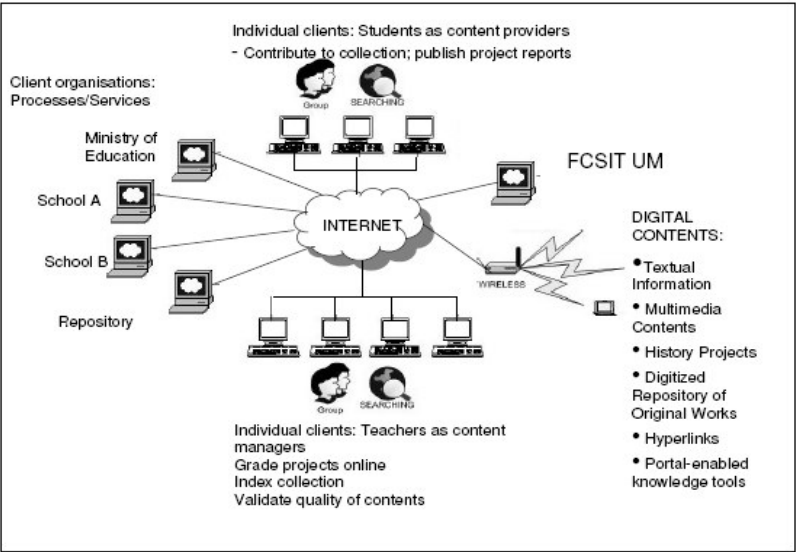 Individual clients: Students as content providers
- Contribute to collection; publish project reports
Group
SEARCHING
Client organisations:
Processes/Services
Ministry of
Education
School A
School B
Repository
INTERNET
FCSIT UM
WIRELESS
DIGITAL
CONTENTS:
• Textual
Information
• Multimedia
Contents
• History Projects
• Digitized
Repository of
Original Works
• Hyperlinks
• Portal-enabled
knowledge tools
Group
SEARCHING
Individual clients: Teachers as content
managers
Grade projects online
Index collection
Validate quality of contents